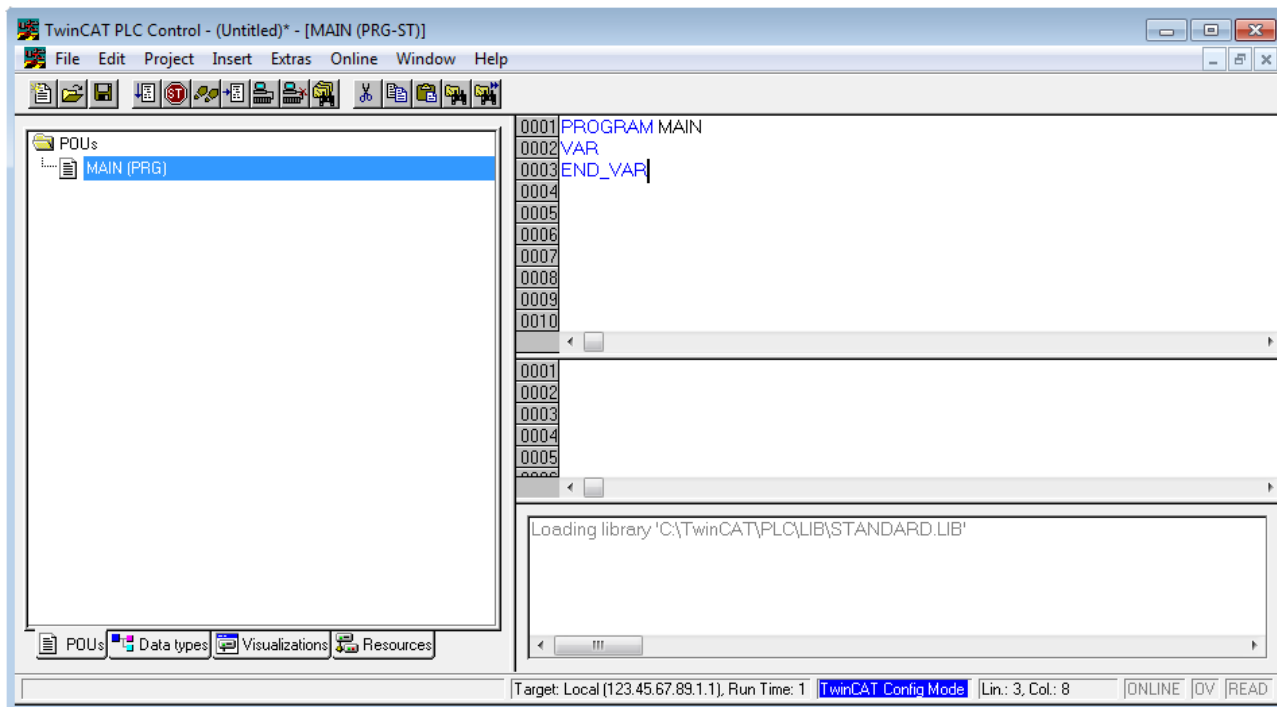 TwinCAT PLC Control - (Untitled)* - [MAIN (PRG-ST)]
File Edit Project Insert Extras Online Window Help
POUs
MAIN (PRG)
0001 PROGRAM MAIN
0002 VAR
0003 END_VAR
0004
0005
0006
0007
0008
0009
0010
0001
0002
0003
0004
0005
Loading library 'C:\TwinCAT\PLC\LIB\STANDARD.LIB'
POUs Data types Visualizations Resources
Target: Local (123.45.67.89.1.1), Run Time: 1 TwinCAT Config Mode Lin.: 3, Col.: 8 ONLINE OV READ